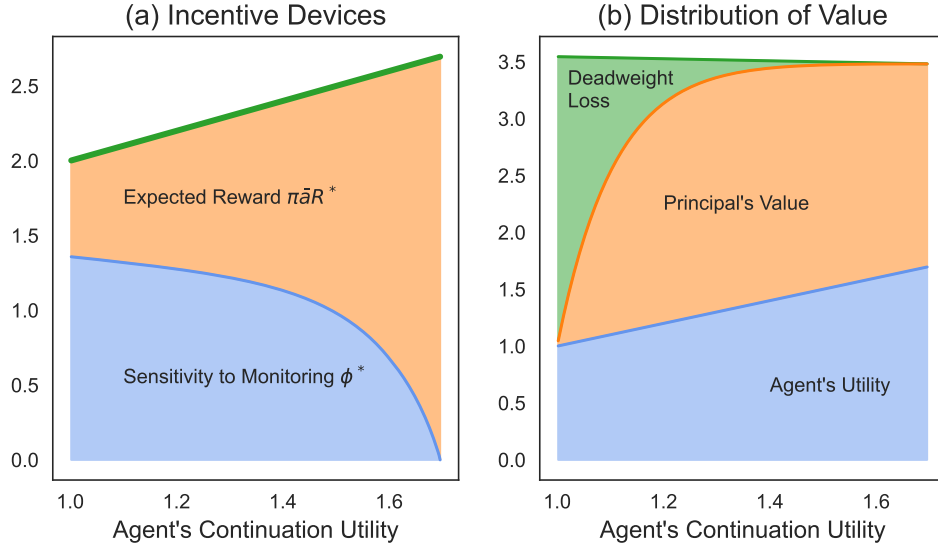 (a) Incentive Devices
2.5
2.0
1.5
1.0
0.5
0.0
Expected Reward πāR*
Sensitivity to Monitoring ϕ*
1.0 1.2 1.4 1.6
Agent's Continuation Utility
(b) Distribution of Value
3.5
3.0
2.5
2.0
1.5
1.0
0.5
0.0
Deadweight
Loss
Principal's Value
Agent's Utility
1.0 1.2 1.4 1.6
Agent's Continuation Utility